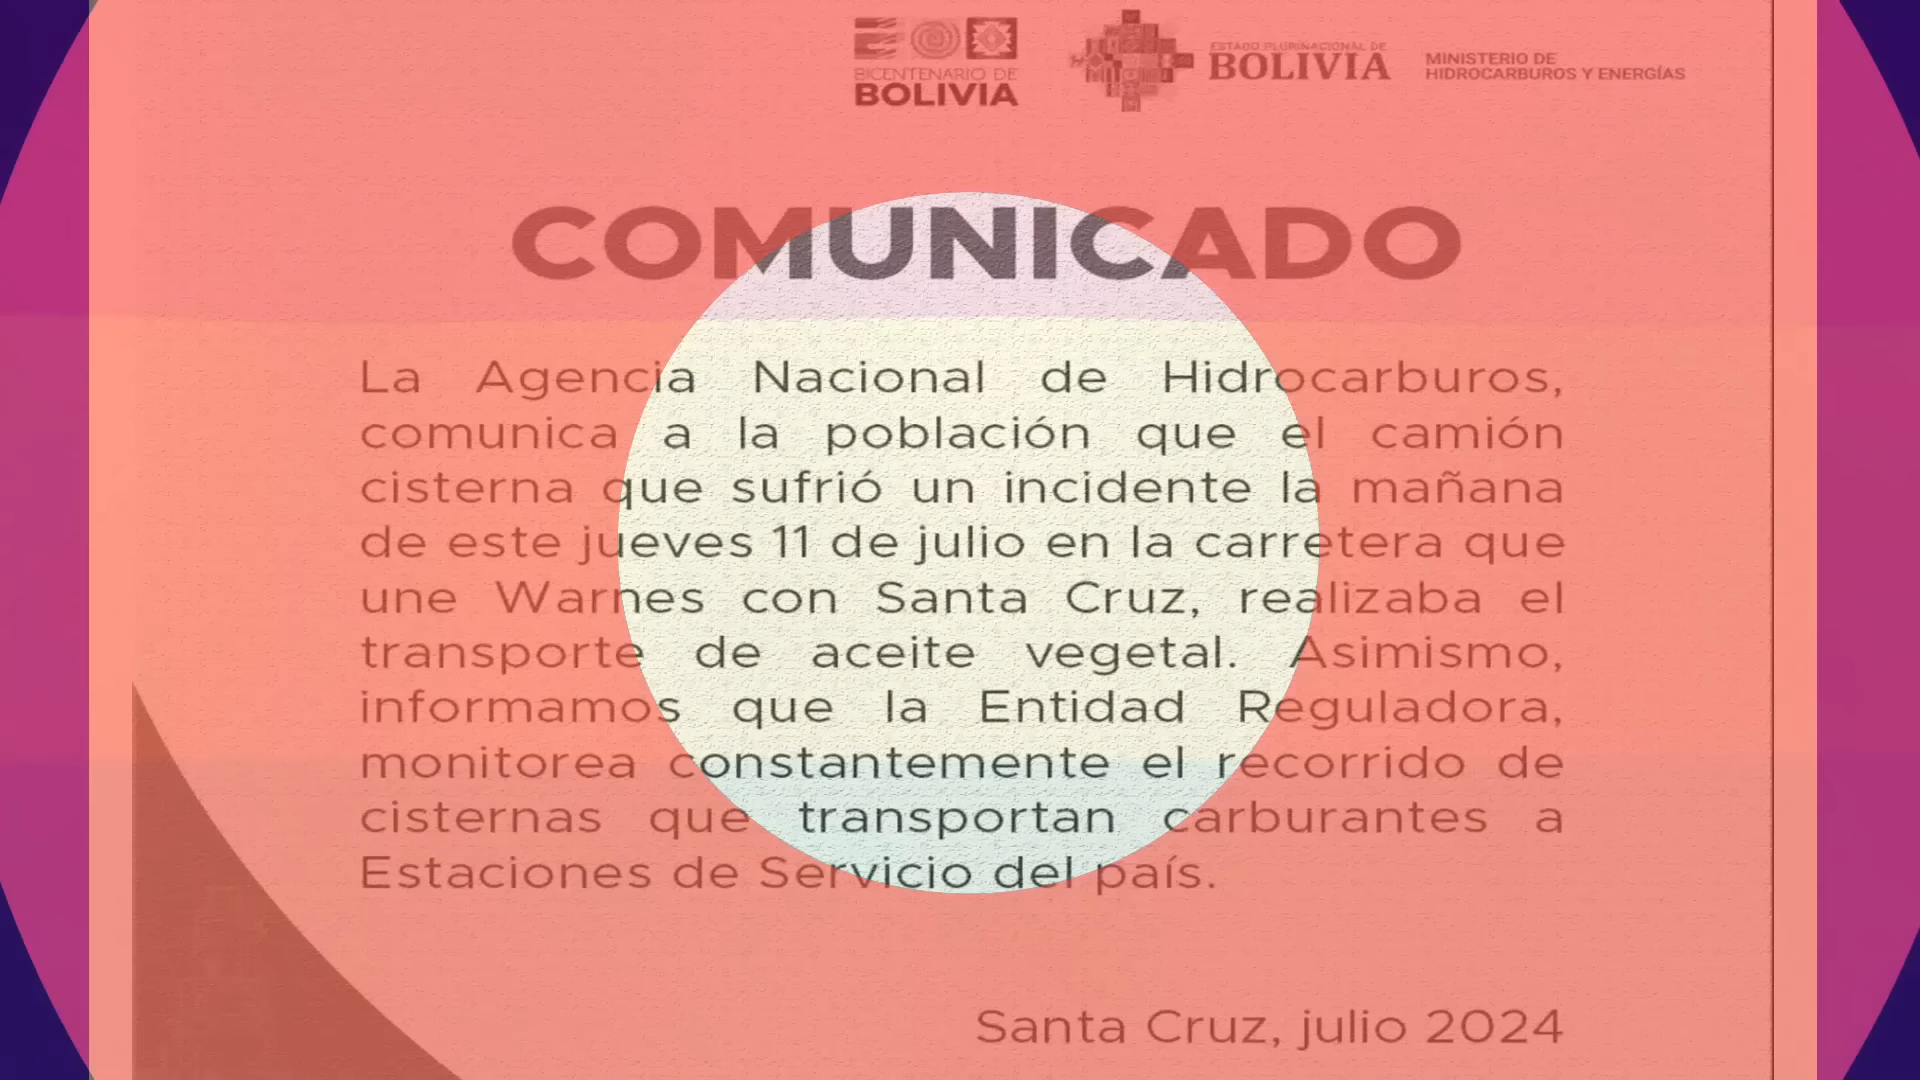 BICENTENARIO DE
BOLIVIA
ESTADO PLURINACIONAL DE
BOLIVIA
MINISTERIO DE
HIDROCARBUROS Y ENERGÍAS
COMUNICADO
La Agencia Nacional de Hidrocarburos,
comunica a la población que el camión
cisterna que sufrió un incidente la mañana
de este jueves 11 de julio en la carretera que
une Warnes con Santa Cruz, realizaba el
transporte de aceite vegetal. Asimismo,
informamos que la Entidad Reguladora,
monitorea constantemente el recorrido de
cisternas que transportan carburantes a
Estaciones de Servicio del país.
Santa Cruz, julio 2024